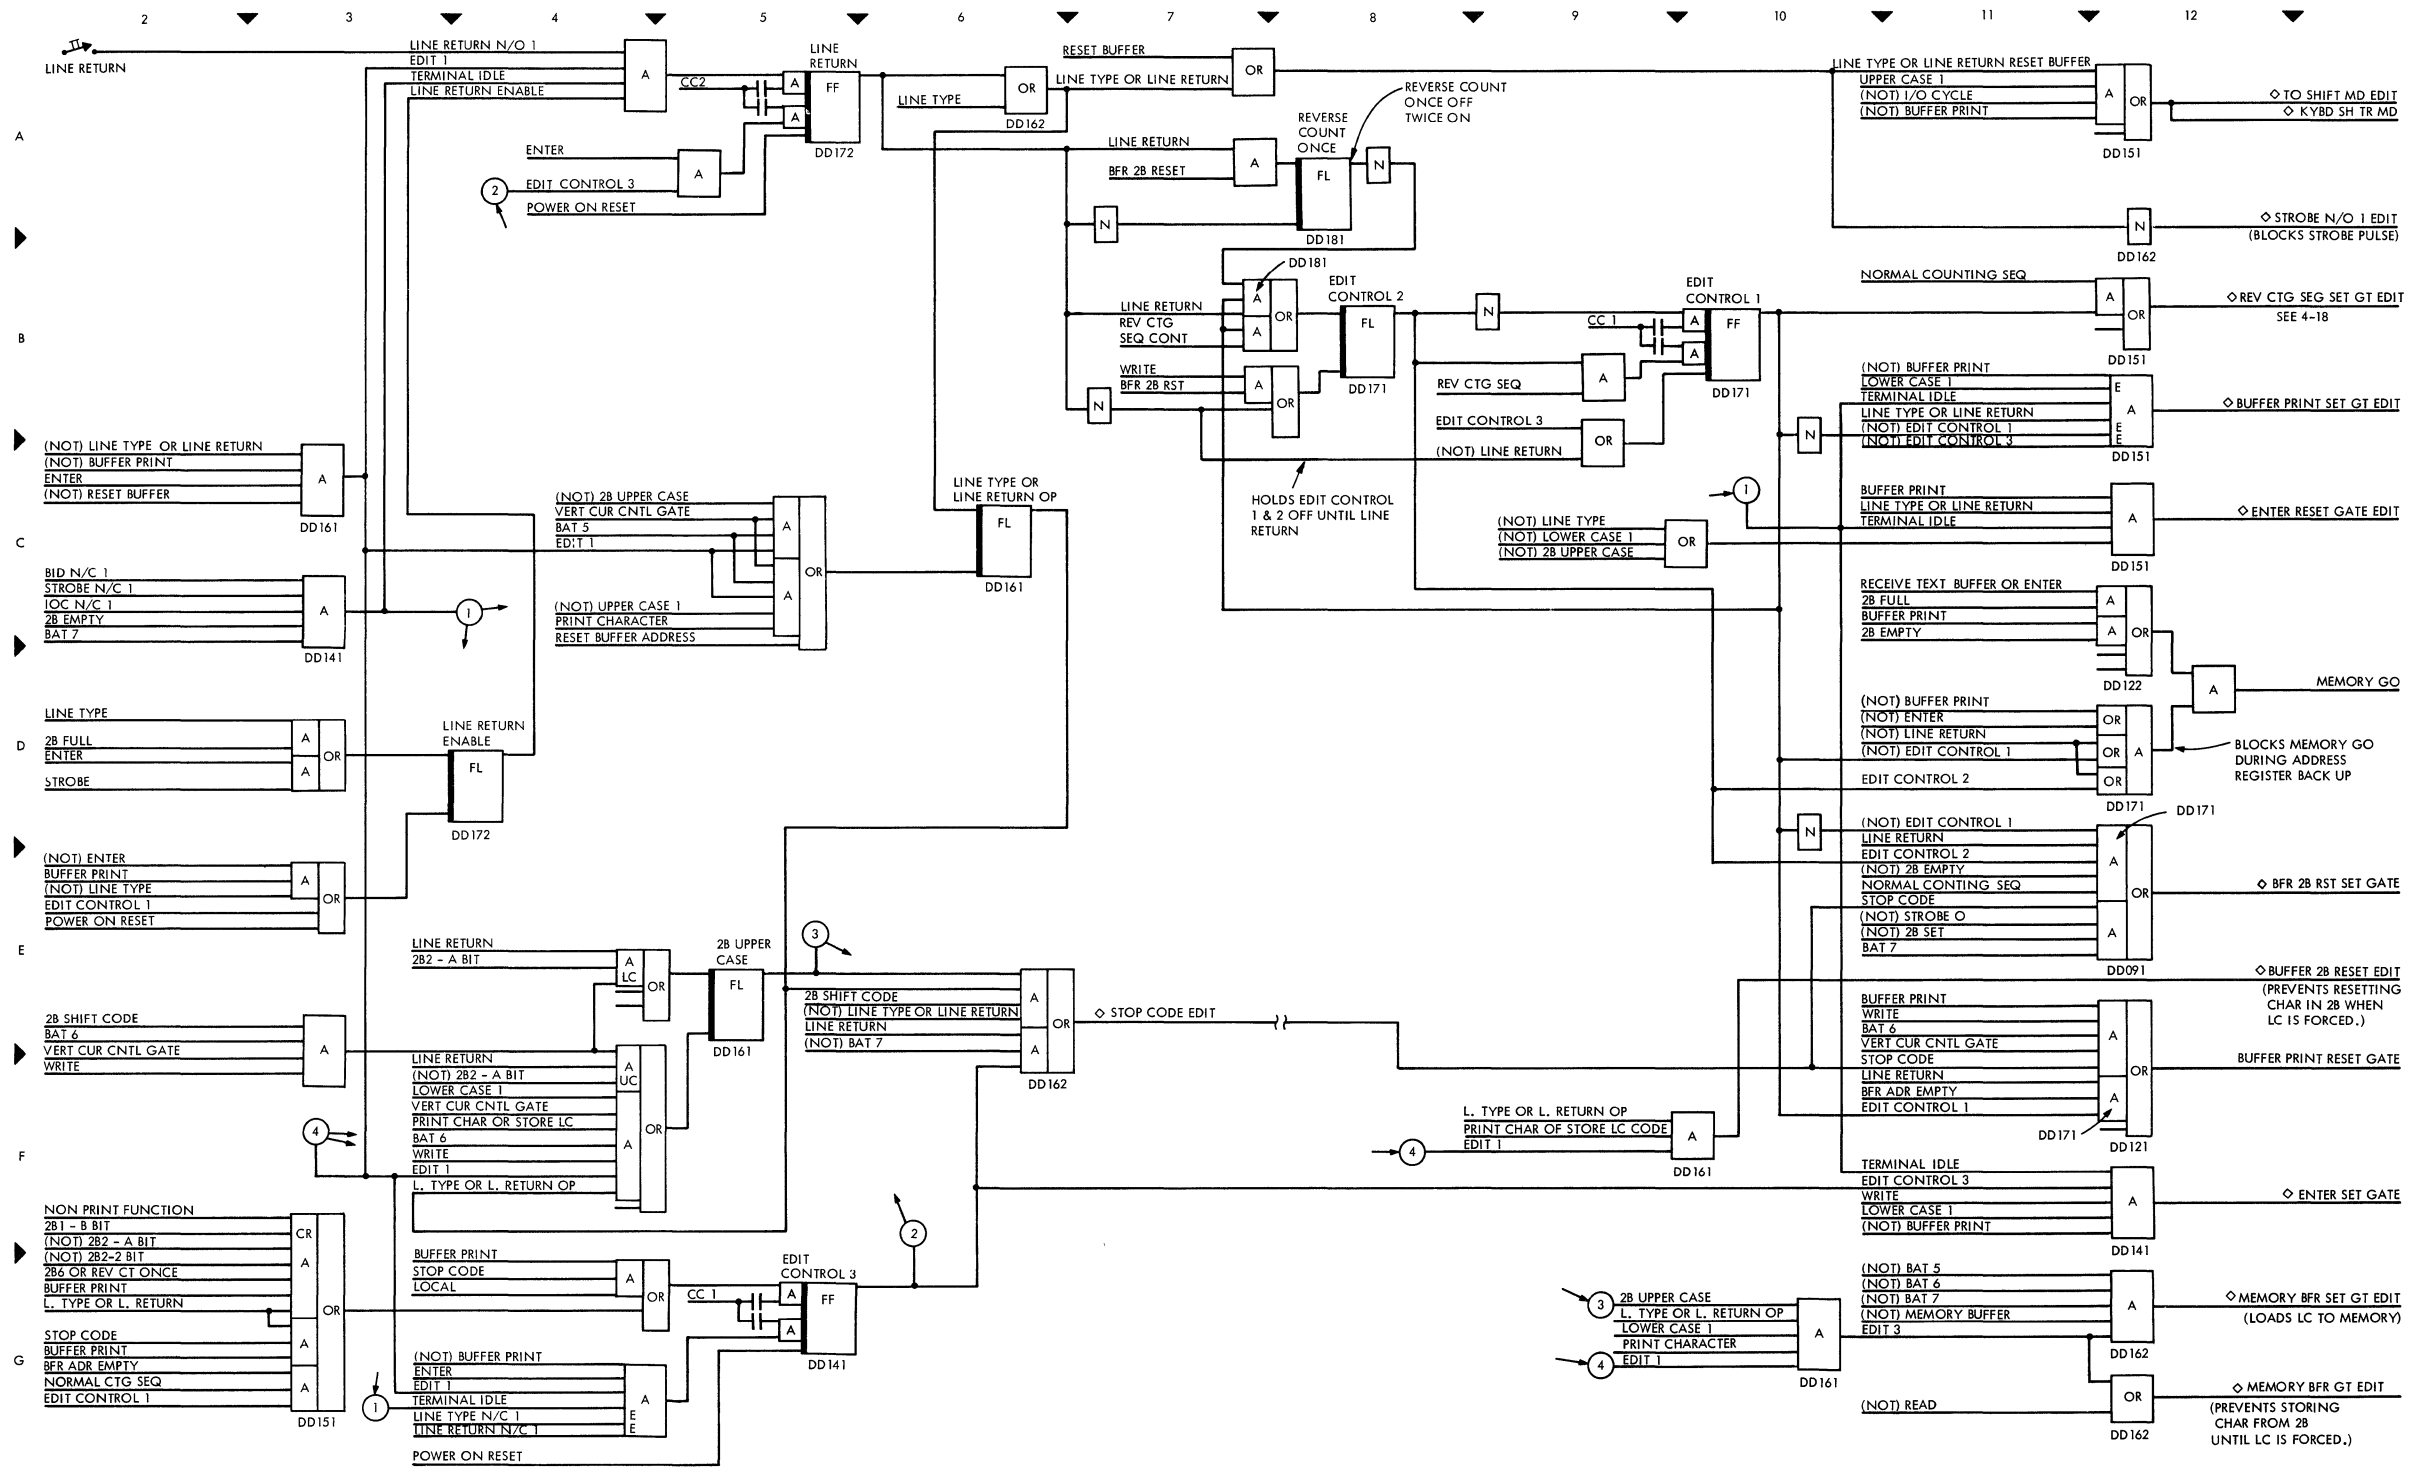 2 3 4 5 6 7 8 9 10 11 12
A
B
C
D
E
F
G
LINE RETURN
LINE RETURN N/O 1
EDIT 1
TERMINAL IDLE
LINE RETURN ENABLE
A
CC2
LINE
RETURN
A
A
FF
DD172
ENTER
2
EDIT CONTROL 3
A
POWER ON RESET
LINE TYPE
OR
DD162
RESET BUFFER
LINE TYPE OR LINE RETURN
OR
REVERSE COUNT
ONCE OFF
TWICE ON
LINE RETURN
BFR 2B RESET
A
N
REVERSE
COUNT
ONCE
FL
DD181
N
LINE TYPE OR LINE RETURN RESET BUFFER
UPPER CASE 1
(NOT) I/O CYCLE
(NOT) BUFFER PRINT
A
OR
DD151
◇ TO SHIFT MD EDIT
◇ KYBD SH TR MD
N
DD162
◇ STROBE N/O 1 EDIT
(BLOCKS STROBE PULSE)
DD181
LINE RETURN
REV CTG
SEQ CONT
A
A
OR
WRITE
BFR 2B RST
A
OR
N
EDIT
CONTROL 2
FL
DD171
N
CC 1
REV CTG SEQ
A
EDIT CONTROL 3
(NOT) LINE RETURN
OR
EDIT
CONTROL 1
A
A
FF
DD171
HOLDS EDIT CONTROL
1 & 2 OFF UNTIL LINE
RETURN
NORMAL COUNTING SEQ
A
OR
DD151
◇ REV CTG SEG SET GT EDIT
SEE 4-18
(NOT) BUFFER PRINT
LOWER CASE 1
TERMINAL IDLE
LINE TYPE OR LINE RETURN
(NOT) EDIT CONTROL 1
(NOT) EDIT CONTROL 3
N
E
A
E
E
DD151
◇ BUFFER PRINT SET GT EDIT
(NOT) LINE TYPE OR LINE RETURN
(NOT) BUFFER PRINT
ENTER
(NOT) RESET BUFFER
A
DD161
BID N/C 1
STROBE N/C 1
IOC N/C 1
2B EMPTY
BAT 7
A
DD141
1
(NOT) 2B UPPER CASE
VERT CUR CNTL GATE
BAT 5
EDIT 1
(NOT) UPPER CASE 1
PRINT CHARACTER
RESET BUFFER ADDRESS
A
A
OR
LINE TYPE OR
LINE RETURN OP
FL
DD161
1
BUFFER PRINT
LINE TYPE OR LINE RETURN
TERMINAL IDLE
(NOT) LINE TYPE
(NOT) LOWER CASE 1
(NOT) 2B UPPER CASE
OR
A
DD151
◇ ENTER RESET GATE EDIT
RECEIVE TEXT BUFFER OR ENTER
2B FULL
BUFFER PRINT
2B EMPTY
A
A
OR
DD122
A
MEMORY GO
(NOT) BUFFER PRINT
(NOT) ENTER
(NOT) LINE RETURN
(NOT) EDIT CONTROL 1
EDIT CONTROL 2
OR
OR
OR
A
DD171
BLOCKS MEMORY GO
DURING ADDRESS
REGISTER BACK UP
LINE TYPE
2B FULL
ENTER
STROBE
A
A
OR
LINE RETURN
ENABLE
FL
DD172
(NOT) ENTER
BUFFER PRINT
(NOT) LINE TYPE
EDIT CONTROL 1
POWER ON RESET
A
OR
DD171
N
(NOT) EDIT CONTROL 1
LINE RETURN
EDIT CONTROL 2
(NOT) 2B EMPTY
NORMAL CONTING SEQ
STOP CODE
(NOT) STROBE O
(NOT) 2B SET
BAT 7
A
A
OR
DD091
◇ BFR 2B RST SET GATE
LINE RETURN
2B2 - A BIT
A
LC
OR
2B UPPER
CASE
FL
DD161
3
2B SHIFT CODE
(NOT) LINE TYPE OR LINE RETURN
LINE RETURN
(NOT) BAT 7
A
A
OR
DD162
◇ STOP CODE EDIT
◇ BUFFER 2B RESET EDIT
(PREVENTS RESETTING
CHAR IN 2B WHEN
LC IS FORCED.)
2B SHIFT CODE
BAT 6
VERT CUR CNTL GATE
WRITE
A
LINE RETURN
(NOT) 2B2 - A BIT
LOWER CASE 1
VERT CUR CNTL GATE
PRINT CHAR OR STORE LC
BAT 6
WRITE
EDIT 1
L. TYPE OR L. RETURN OP
A
UC
A
OR
4
BUFFER PRINT
WRITE
BAT 6
VERT CUR CNTL GATE
STOP CODE
LINE RETURN
BFR ADR EMPTY
EDIT CONTROL 1
A
A
OR
DD171
DD121
BUFFER PRINT RESET GATE
L. TYPE OR L. RETURN OP
PRINT CHAR OF STORE LC CODE
EDIT 1
4
A
DD161
TERMINAL IDLE
EDIT CONTROL 3
WRITE
LOWER CASE 1
(NOT) BUFFER PRINT
A
DD141
◇ ENTER SET GATE
NON PRINT FUNCTION
2B1 - B BIT
(NOT) 2B2 - A BIT
(NOT) 2B2-2 BIT
2B6 OR REV CT ONCE
BUFFER PRINT
L. TYPE OR L. RETURN
STOP CODE
BUFFER PRINT
BFR ADR EMPTY
NORMAL CTG SEQ
EDIT CONTROL 1
CR
A
A
A
OR
DD151
BUFFER PRINT
STOP CODE
LOCAL
A
OR
CC 1
EDIT
CONTROL 3
A
A
FF
DD141
2
(NOT) BUFFER PRINT
ENTER
EDIT 1
TERMINAL IDLE
LINE TYPE N/C 1
LINE RETURN N/C 1
1
A
E
E
POWER ON RESET
3
2B UPPER CASE
L. TYPE OR L. RETURN OP
LOWER CASE 1
PRINT CHARACTER
EDIT 1
4
A
DD161
(NOT) BAT 5
(NOT) BAT 6
(NOT) BAT 7
(NOT) MEMORY BUFFER
EDIT 3
A
DD162
◇ MEMORY BFR SET GT EDIT
(LOADS LC TO MEMORY)
(NOT) READ
OR
DD162
◇ MEMORY BFR GT EDIT
(PREVENTS STORING
CHAR FROM 2B
UNTIL LC IS FORCED.)